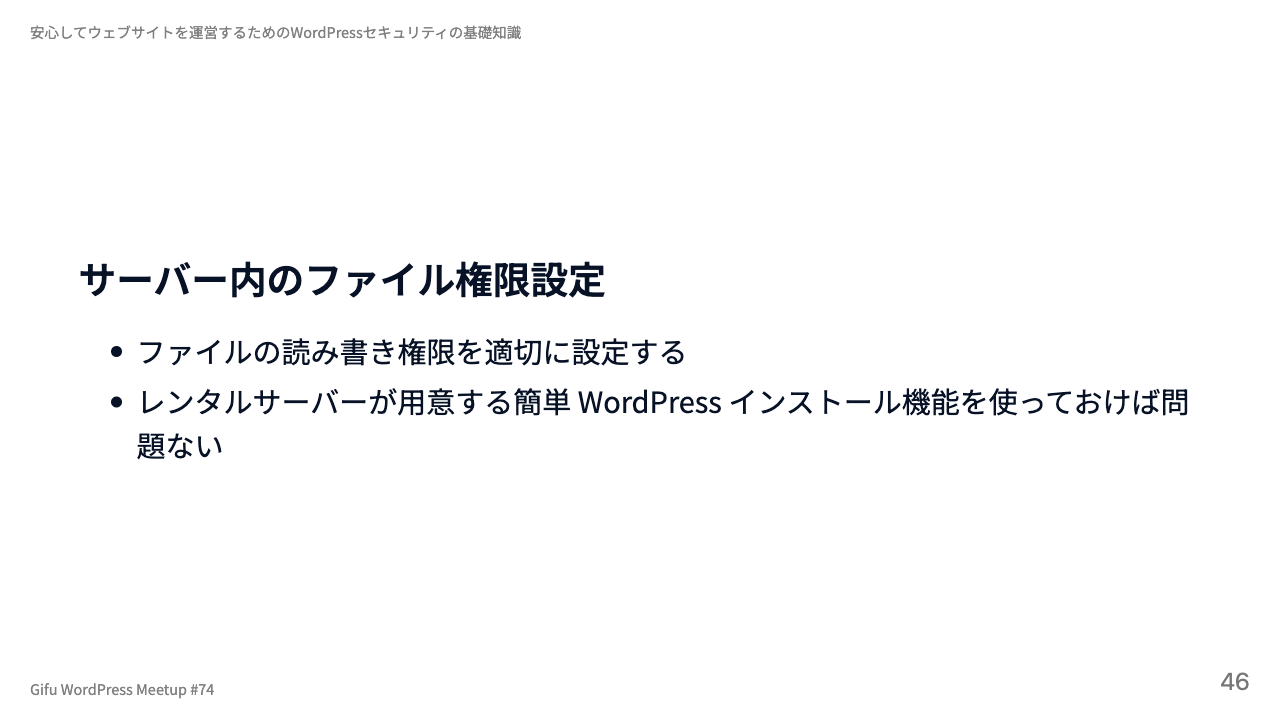 安心してウェブサイトを運営するためのWordPressセキュリティの基礎知識
サーバー内のファイル権限設定
• ファイルの読み書き権限を適切に設定する
• レンタルサーバーが用意する簡単 WordPress インストール機能を使っておけば問
題ない
Gifu WordPress Meetup #74
46